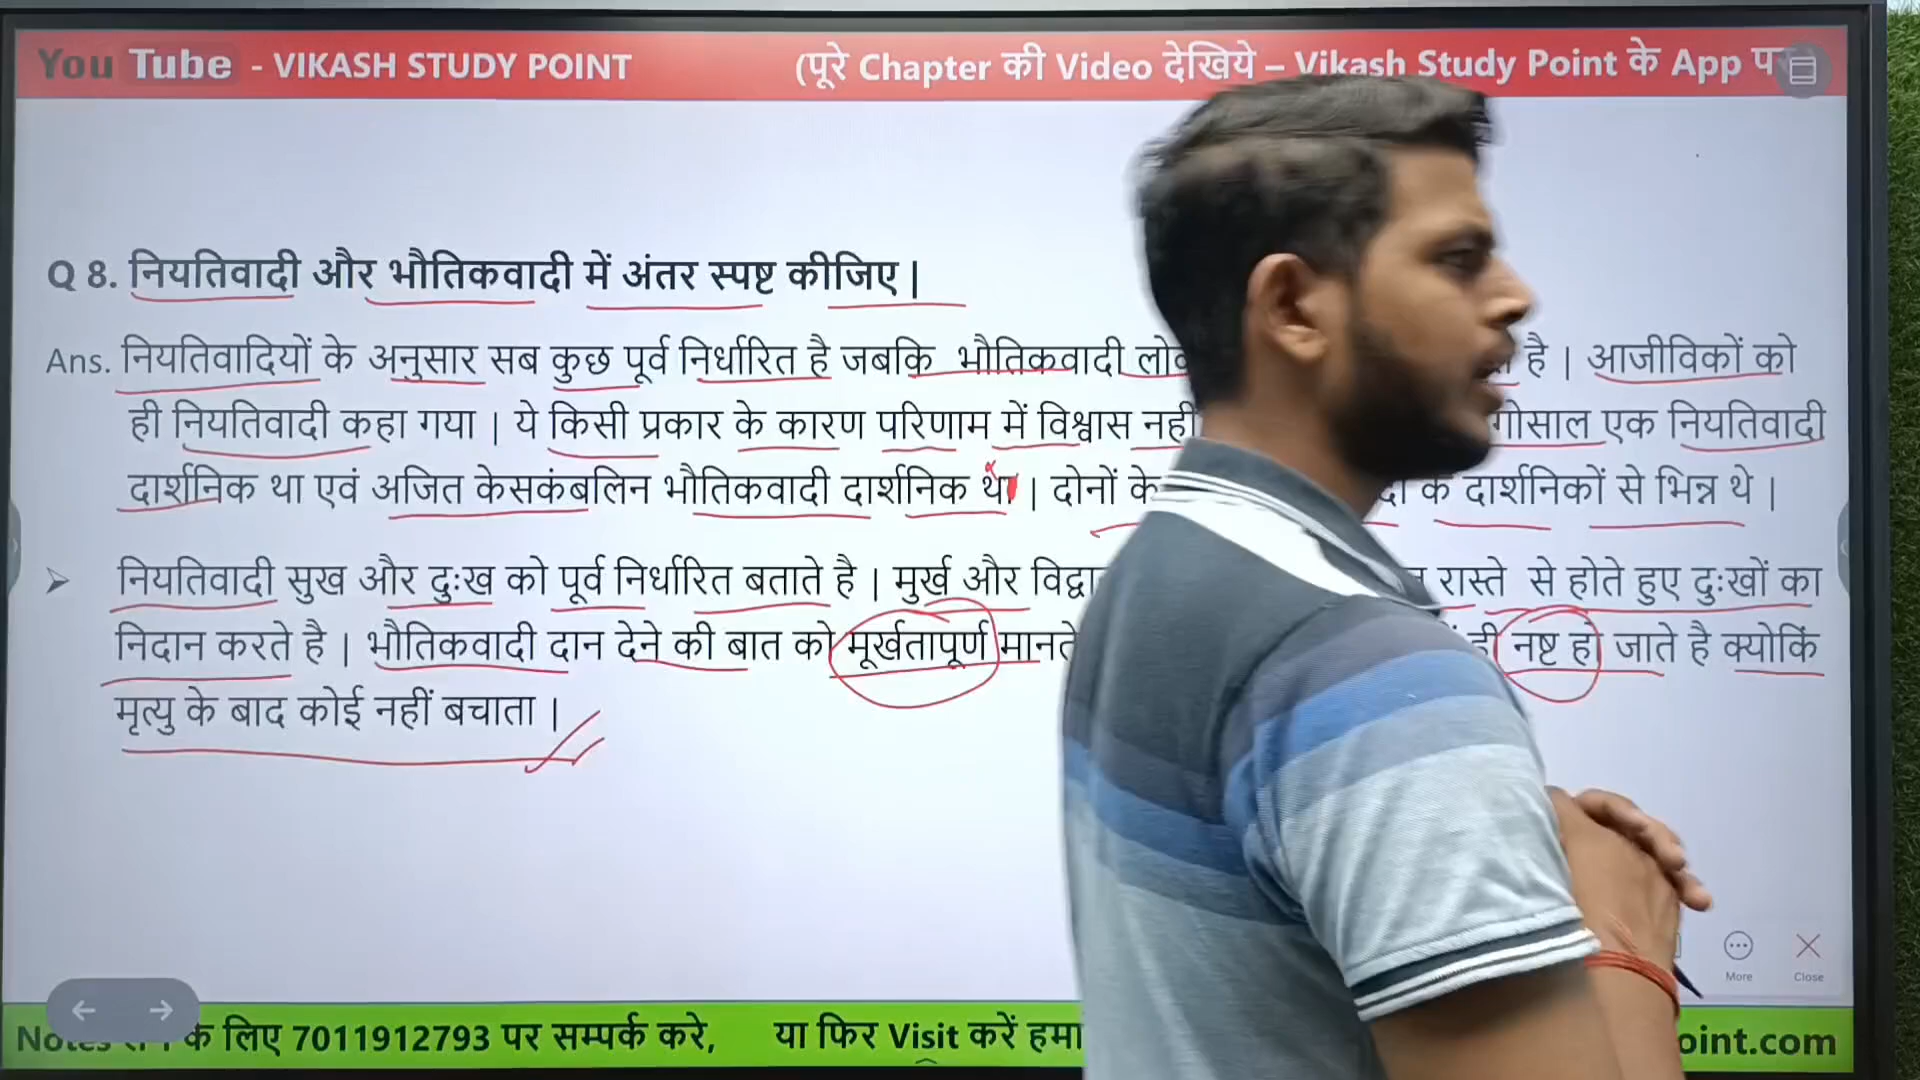 You Tube - VIKASH STUDY POINT (पूरे Chapter की Video देखिये – Vikash Study Point के App
Q 8. नियतिवादी और भौतिकवादी में अंतर स्पष्ट कीजिए |
Ans. नियतिवादियों के अनुसार सब कुछ पूर्व निर्धारित है जबकि भौतिकवादी है | आजीविकों को
ही नियतिवादी कहा गया | ये किसी प्रकार के कारण परिणाम में विश्वास नहीं गोसाल एक नियतिवादी
दार्शनिक था एवं अजित केसकंबलिन भौतिकवादी दार्शनिक थे | दोनों के के दार्शनिकों से भिन्न थे |
➢ नियतिवादी सुख और दुःख को पूर्व निर्धारित बताते है | मुर्ख और रास्ते से होते हुए दुःखों का
निदान करते है | भौतिकवादी दान देने की बात को मूर्खतापूर्ण मानते ही नष्ट हो जाते है क्योकिं
मृत्यु के बाद कोई नहीं बचाता |
More Close
के लिए 7011912793 पर सम्पर्क करे, या फिर Visit करें oint.com